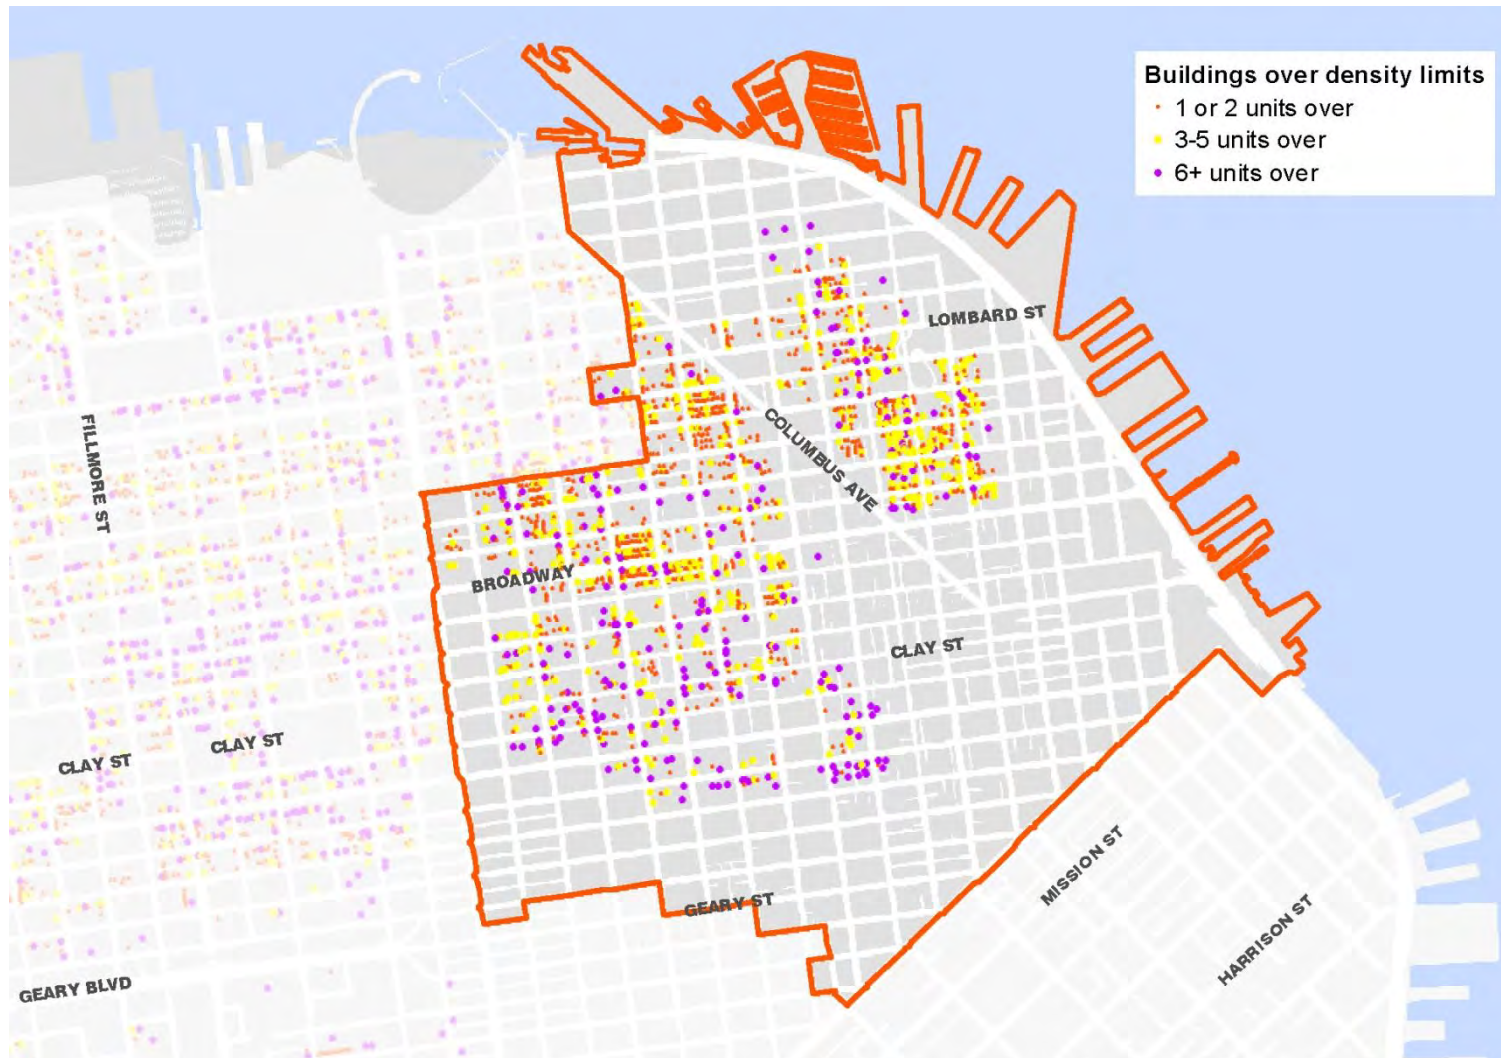 Buildings over density limits
1 or 2 units over
3-5 units over
6+ units over
LOMBARD ST
COLUMBUS AVE
FILLMORE ST
BROADWAY
CLAY ST
CLAY ST
CLAY ST
MISSION ST
GEARY ST
HARRISON ST
GEARY BLVD